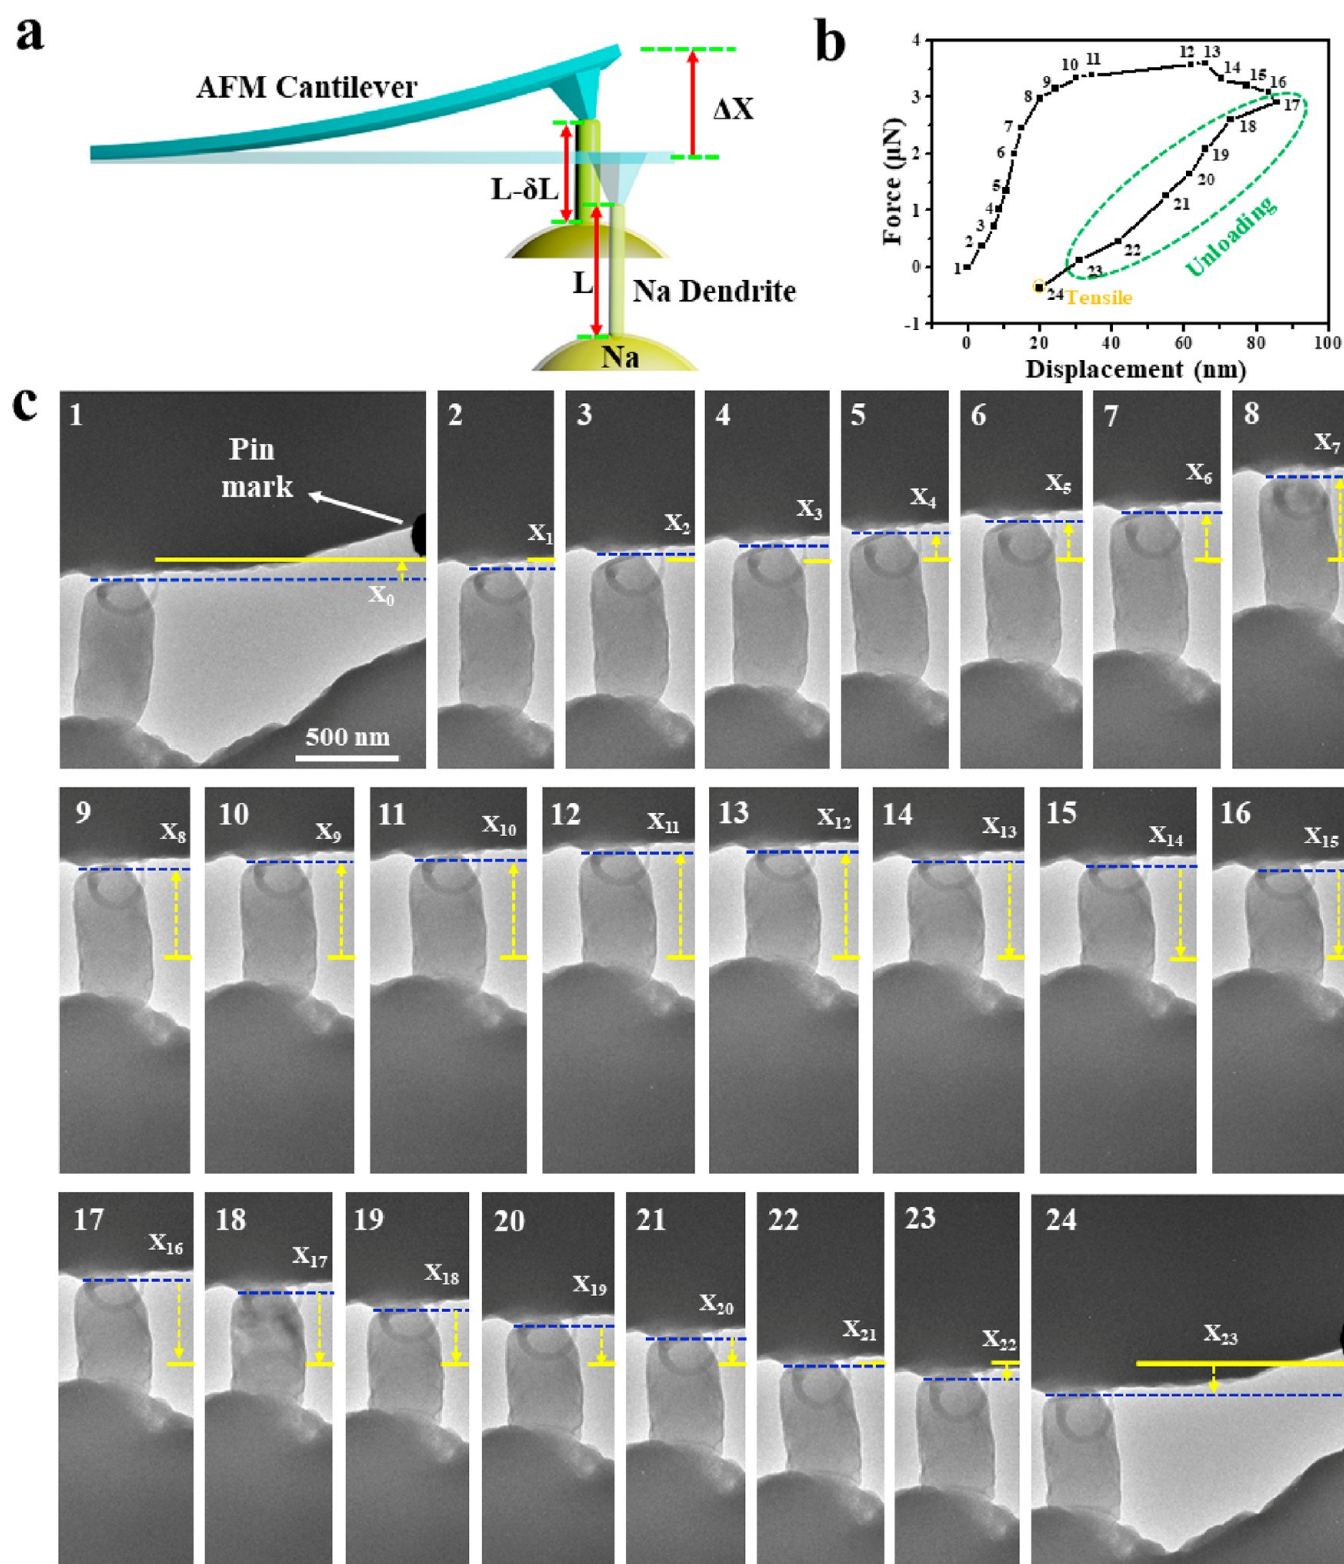 a
AFM Cantilever
ΔX
L-δL
L
Na Dendrite
Na
b
Force (μN)
4
3
2
1
0
-1
0 20 40 60 80 100
Displacement (nm)
1
2
3
4
5
6
7
8
9
10
11
12
13
14
15
16
17
18
19
20
21
22
23
24
Unloading
Tensile
c
1
Pin
mark
X₀
500 nm
2
X₁
3
X₂
4
X₃
5
X₄
6
X₅
7
X₆
8
X₇
9
X₈
10
X₉
11
X₁₀
12
X₁₁
13
X₁₂
14
X₁₃
15
X₁₄
16
X₁₅
17
X₁₆
18
X₁₇
19
X₁₈
20
X₁₉
21
X₂₀
22
X₂₁
23
X₂₂
24
X₂₃